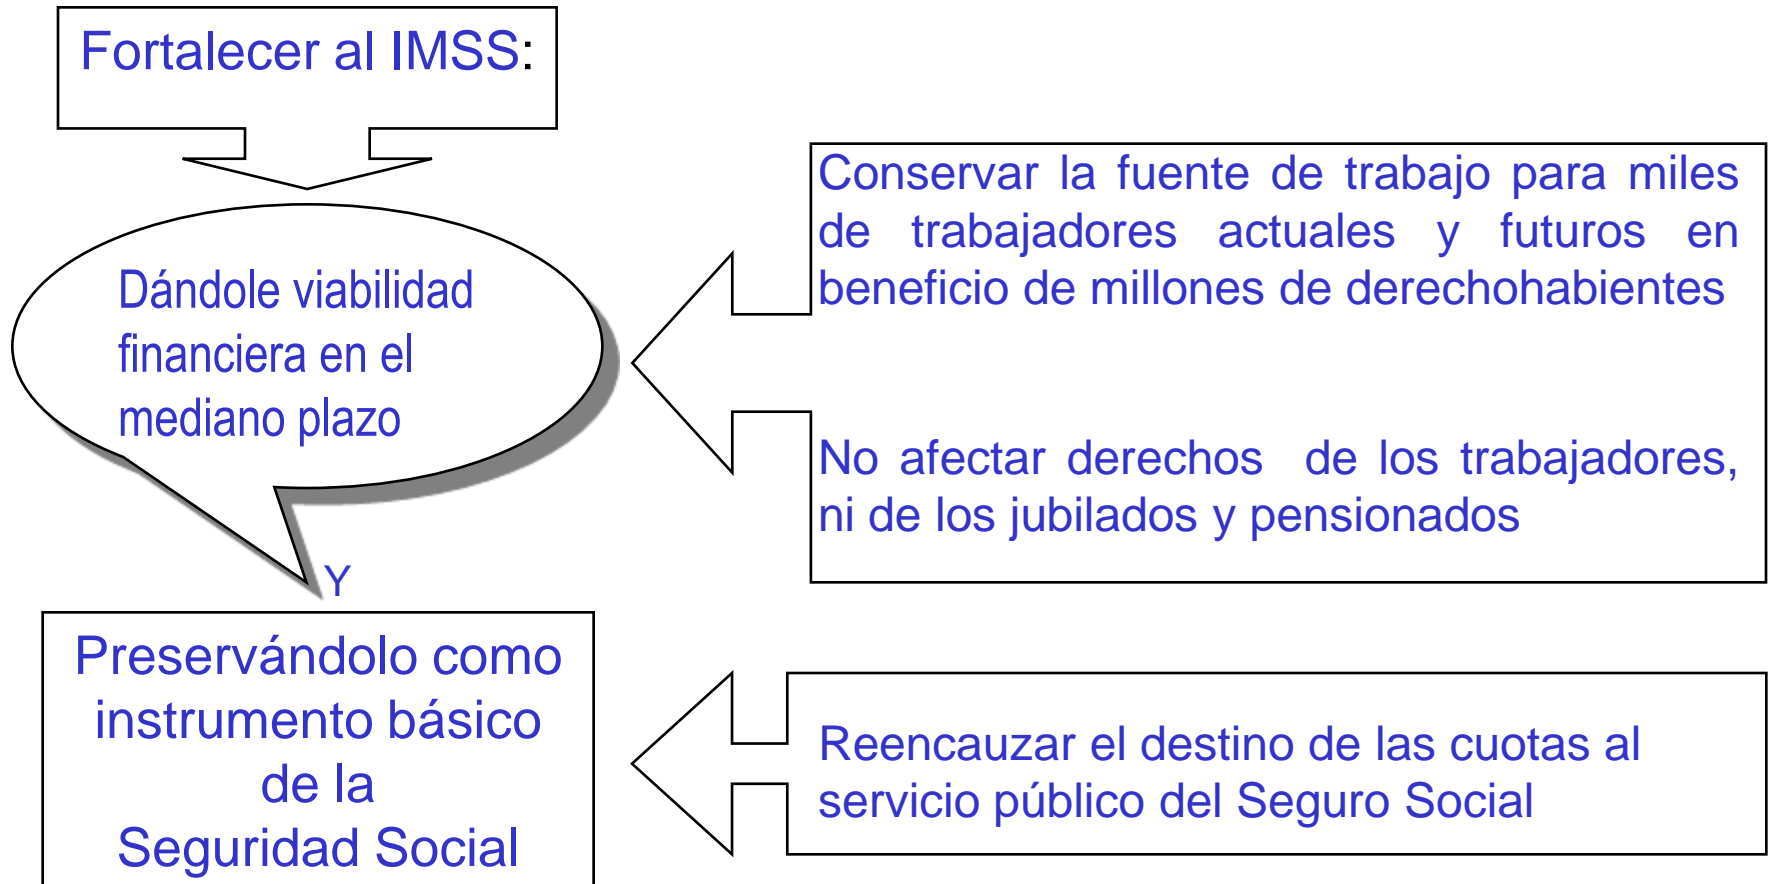 Fortalecer al IMSS:
Dándole viabilidad
financiera en el
mediano plazo
Y
Preservándolo como
instrumento básico
de la
Seguridad Social
Conservar la fuente de trabajo para miles
de trabajadores actuales y futuros en
beneficio de millones de derechohabientes
No afectar derechos de los trabajadores,
ni de los jubilados y pensionados
Reencauzar el destino de las cuotas al
servicio público del Seguro Social